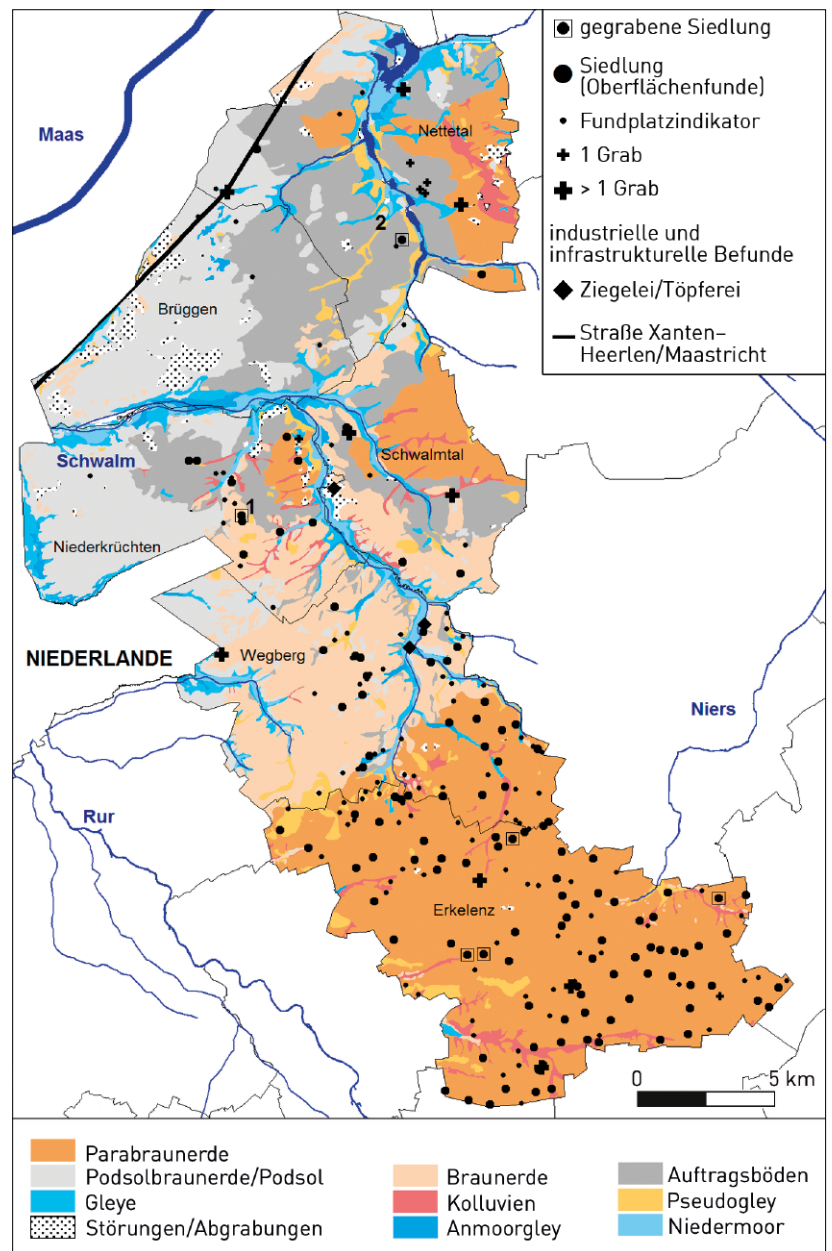 gegrabene Siedlung
Siedlung
(Oberflächenfunde)
Fundplatzindikator
1 Grab
> 1 Grab
industrielle und
infrastrukturelle Befunde
Ziegelei/Töpferei
Straße Xanten–
Heerlen/Maastricht
Maas
Nettetal
2
Brüggen
Schwalm
Schwalmtal
1
Niederkrüchten
NIEDERLANDE
Wegberg
Niers
Rur
Erkelenz
0 5 km
Parabraunerde
Podsolbraunerde/Podsol
Gleye
Störungen/Abgrabungen
Braunerde
Kolluvien
Anmoorgley
Auftragsböden
Pseudogley
Niedermoor